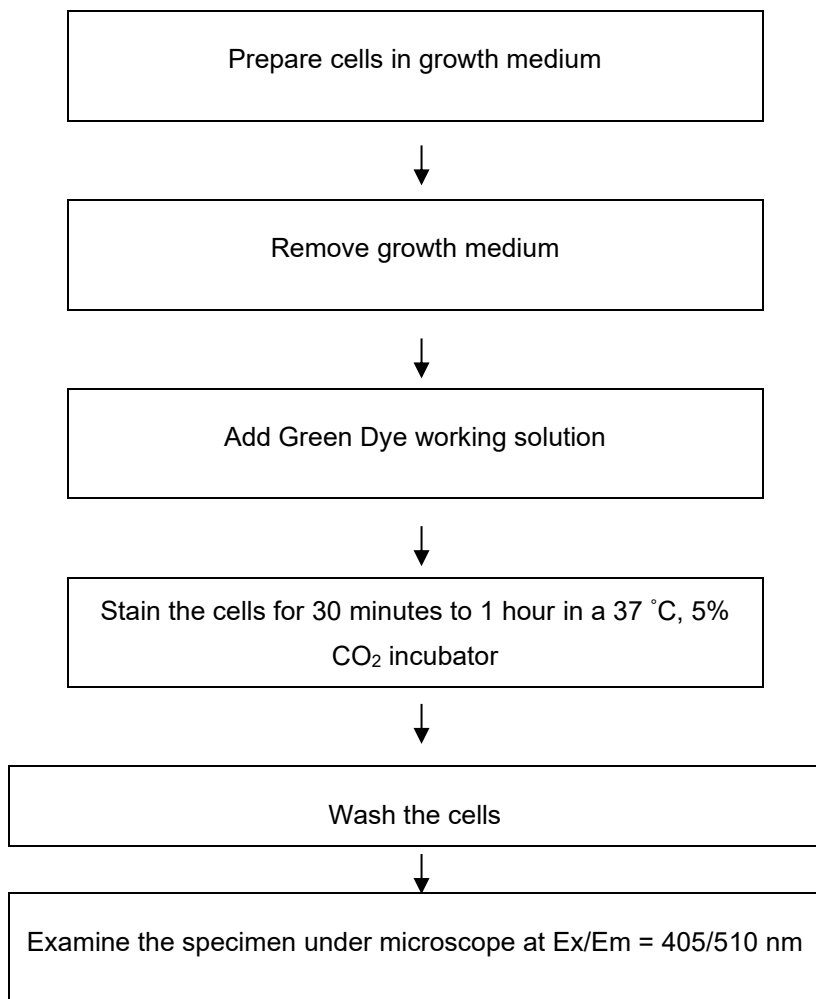 Prepare cells in growth medium
Remove growth medium
Add Green Dye working solution
Stain the cells for 30 minutes to 1 hour in a 37 ˚C, 5%
CO₂ incubator
Wash the cells
Examine the specimen under microscope at Ex/Em = 405/510 nm